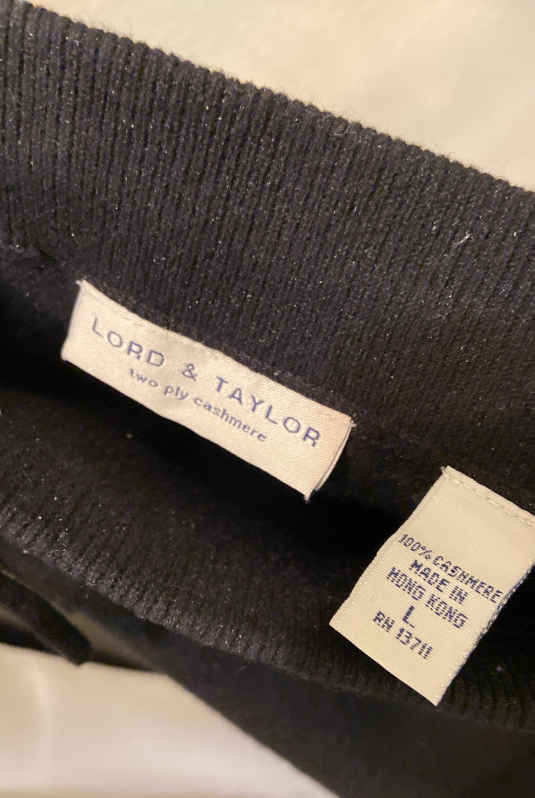 LORD & TAYLOR
two ply cashmere
100% CASHMERE
MADE IN
HONG KONG
L
RN 13711